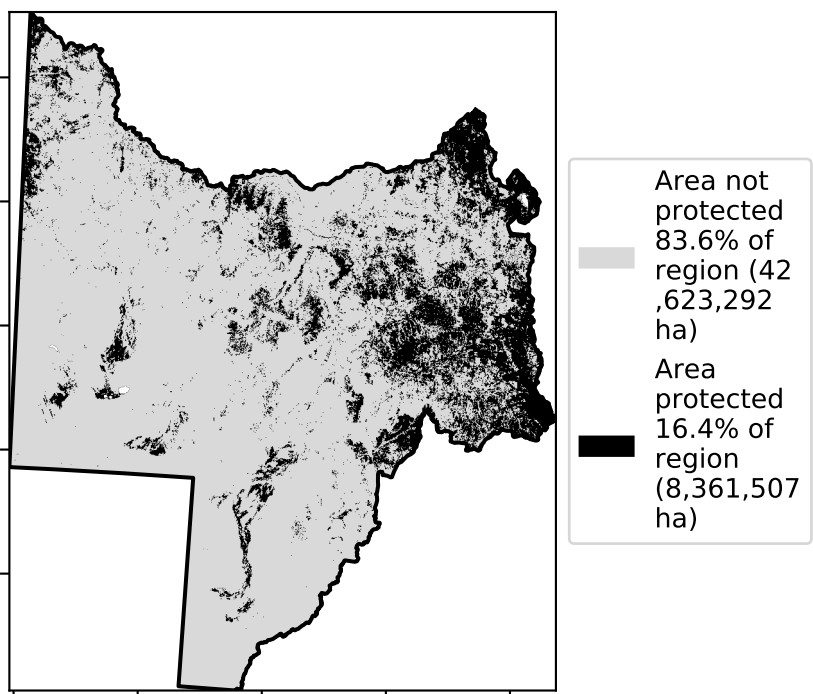 Area not
protected
83.6% of
region (42
,623,292
ha)
Area
protected
16.4% of
region
(8,361,507
ha)